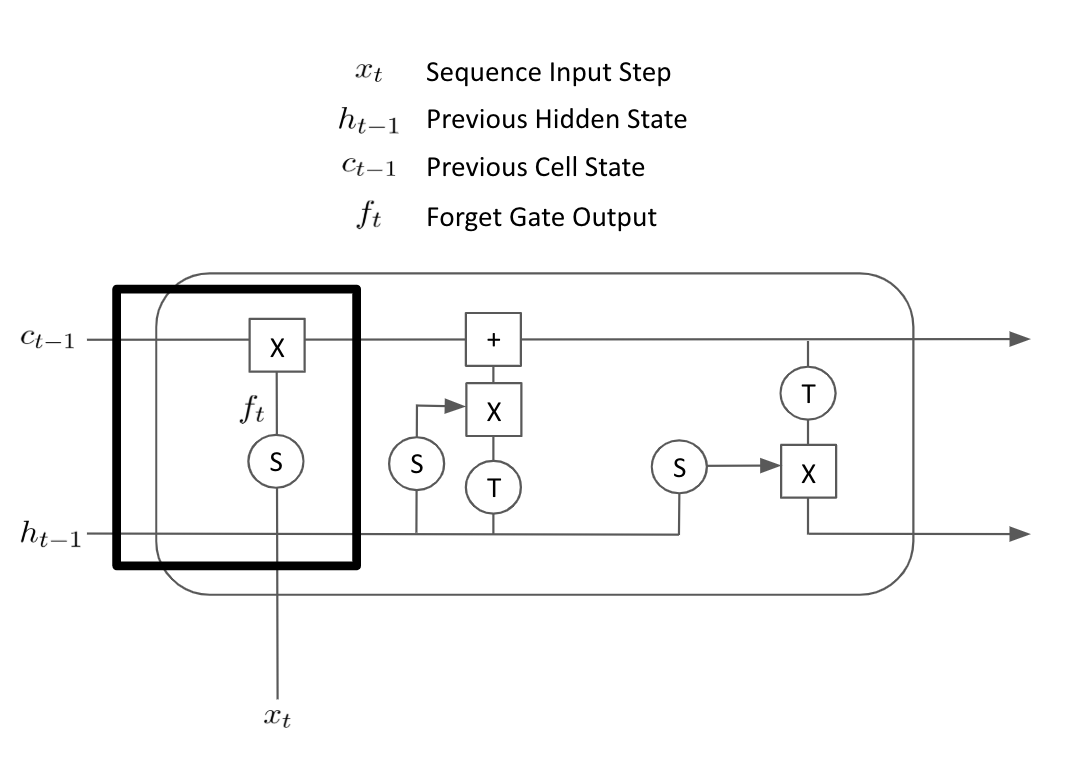 x_t Sequence Input Step
h_{t-1} Previous Hidden State
c_{t-1} Previous Cell State
f_t Forget Gate Output
c_{t-1} X +
T
f_t X
S S T S X
h_{t-1}
x_t